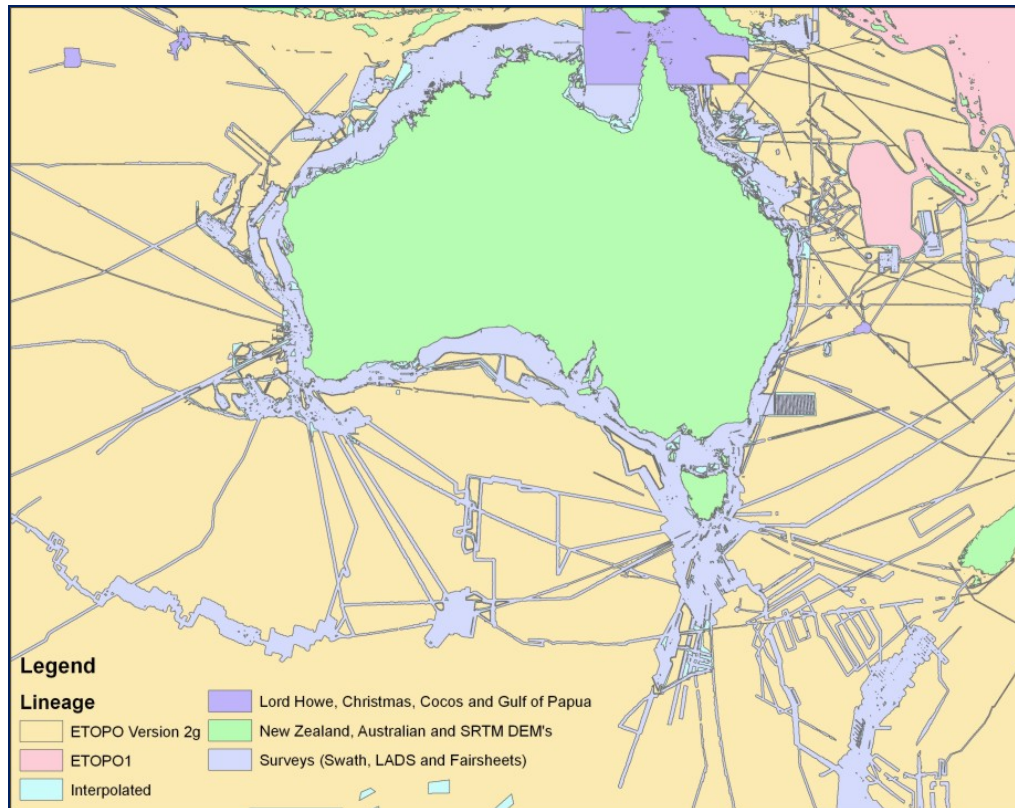 Legend
Lineage
ETOPO Version 2g
ETOPO1
Interpolated
Lord Howe, Christmas, Cocos and Gulf of Papua
New Zealand, Australian and SRTM DEM's
Surveys (Swath, LADS and Fairsheets)